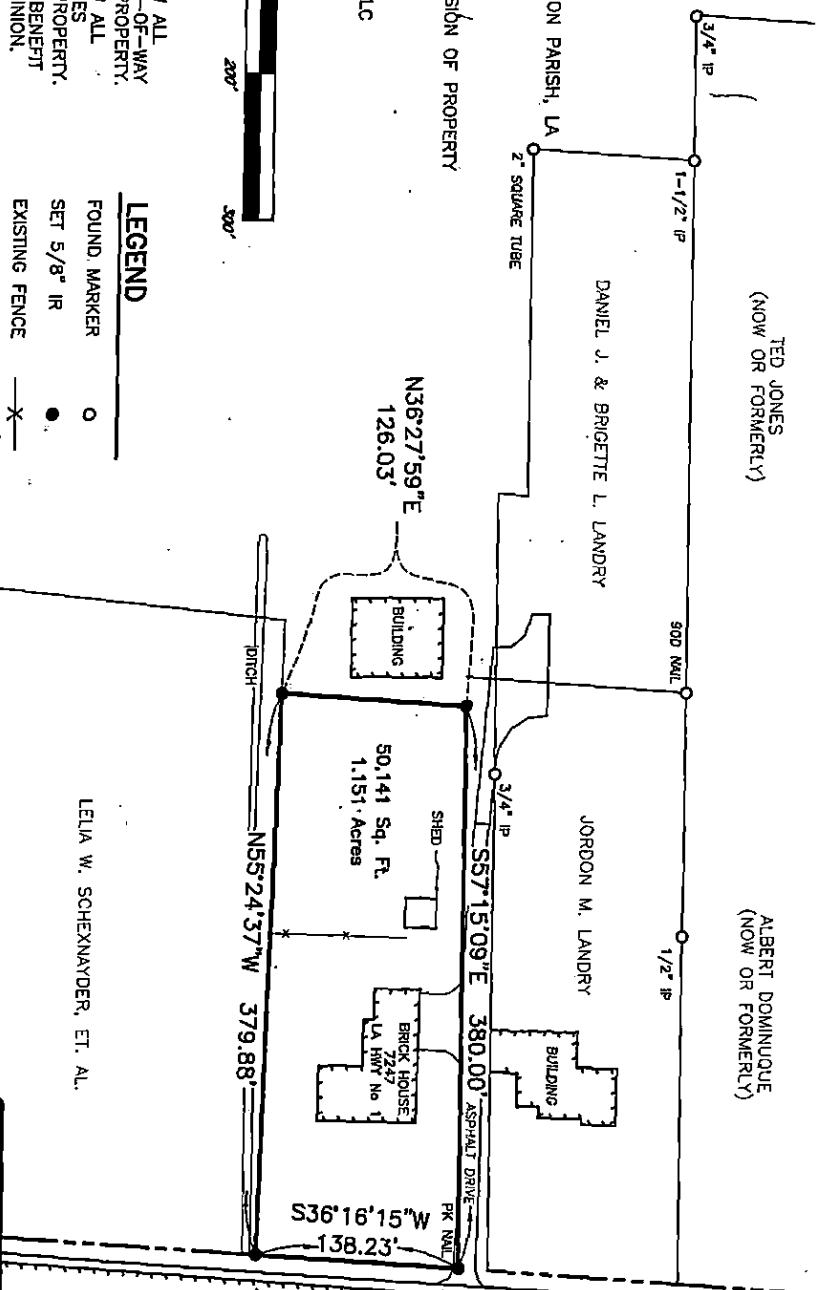 TED JONES
(NOW OR FORMERLY)
ALBERT DOMINUQUE
(NOW OR FORMERLY)
3/4" IP
1-1/2" IP
90D NAIL
1/2" IP
ON PARISH, LA
2" SQUARE TUBE
DANIEL J. & BRIGETTE L. LANDRY
JORDON M. LANDRY
SION OF PROPERTY
LC
N36°27'59"E
126.03'
BUILDING
3/4" IP
BUILDING
S57°15'09"E 380.00'
ASPHALT DRIVE
PK NAIL
50,141 Sq. Ft.
1.151 Acres
SHED
BRICK HOUSE
7247
LA HWY No 1
S36°16'15"W
138.23'
DITCH
N55°24'37"W 379.88'
LELIA W. SCHEXNAYDER, ET. AL.
200'
300'
ALL
-OF-WAY
PROPERTY.
ALL
ES
ROPERTY.
BENEFIT
INION.
LEGEND
FOUND MARKER
SET 5/8" IR
EXISTING FENCE